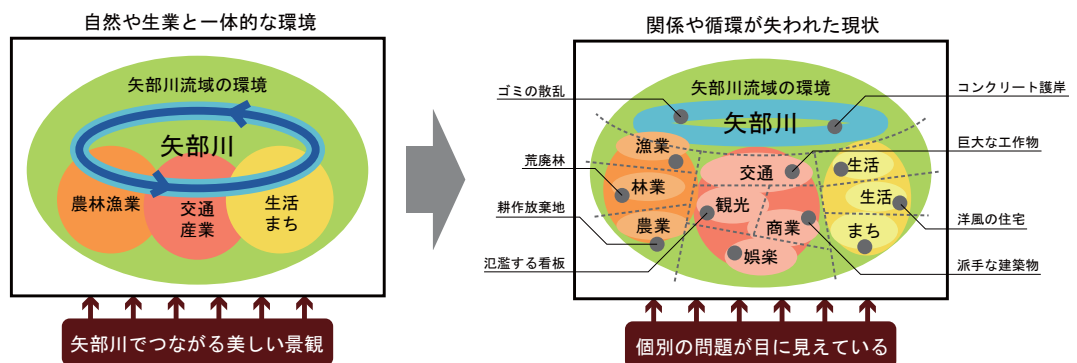 自然や生業と一体的な環境
矢部川流域の環境
矢部川
農林漁業
交通
産業
生活
まち
矢部川でつながる美しい景観
関係や循環が失われた現状
矢部川流域の環境
矢部川
ゴミの散乱
コンクリート護岸
漁業
巨大な工作物
荒廃林
交通
生活
林業
生活
耕作放棄地
観光
洋風の住宅
農業
商業
まち
氾濫する看板
娯楽
派手な建築物
個別の問題が目に見えている